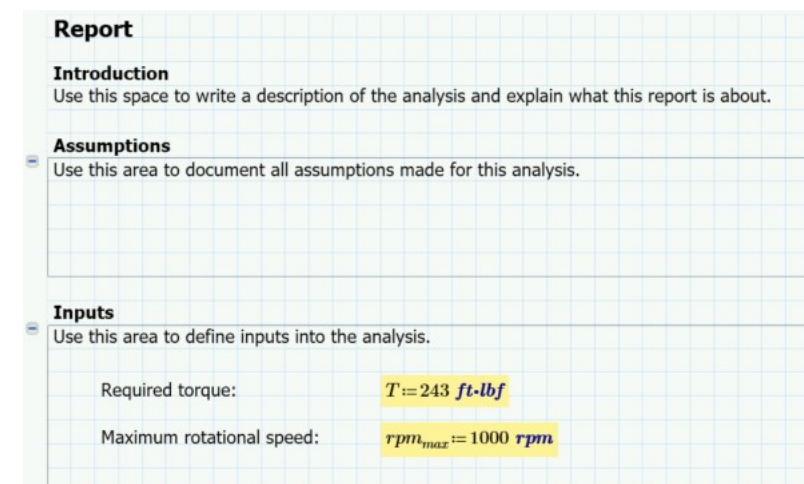 Report
Introduction
Use this space to write a description of the analysis and explain what this report is about.
Assumptions
Use this area to document all assumptions made for this analysis.
Inputs
Use this area to define inputs into the analysis.
Required torque: T:=243 ft·lbf
Maximum rotational speed: rpm_max:=1000 rpm